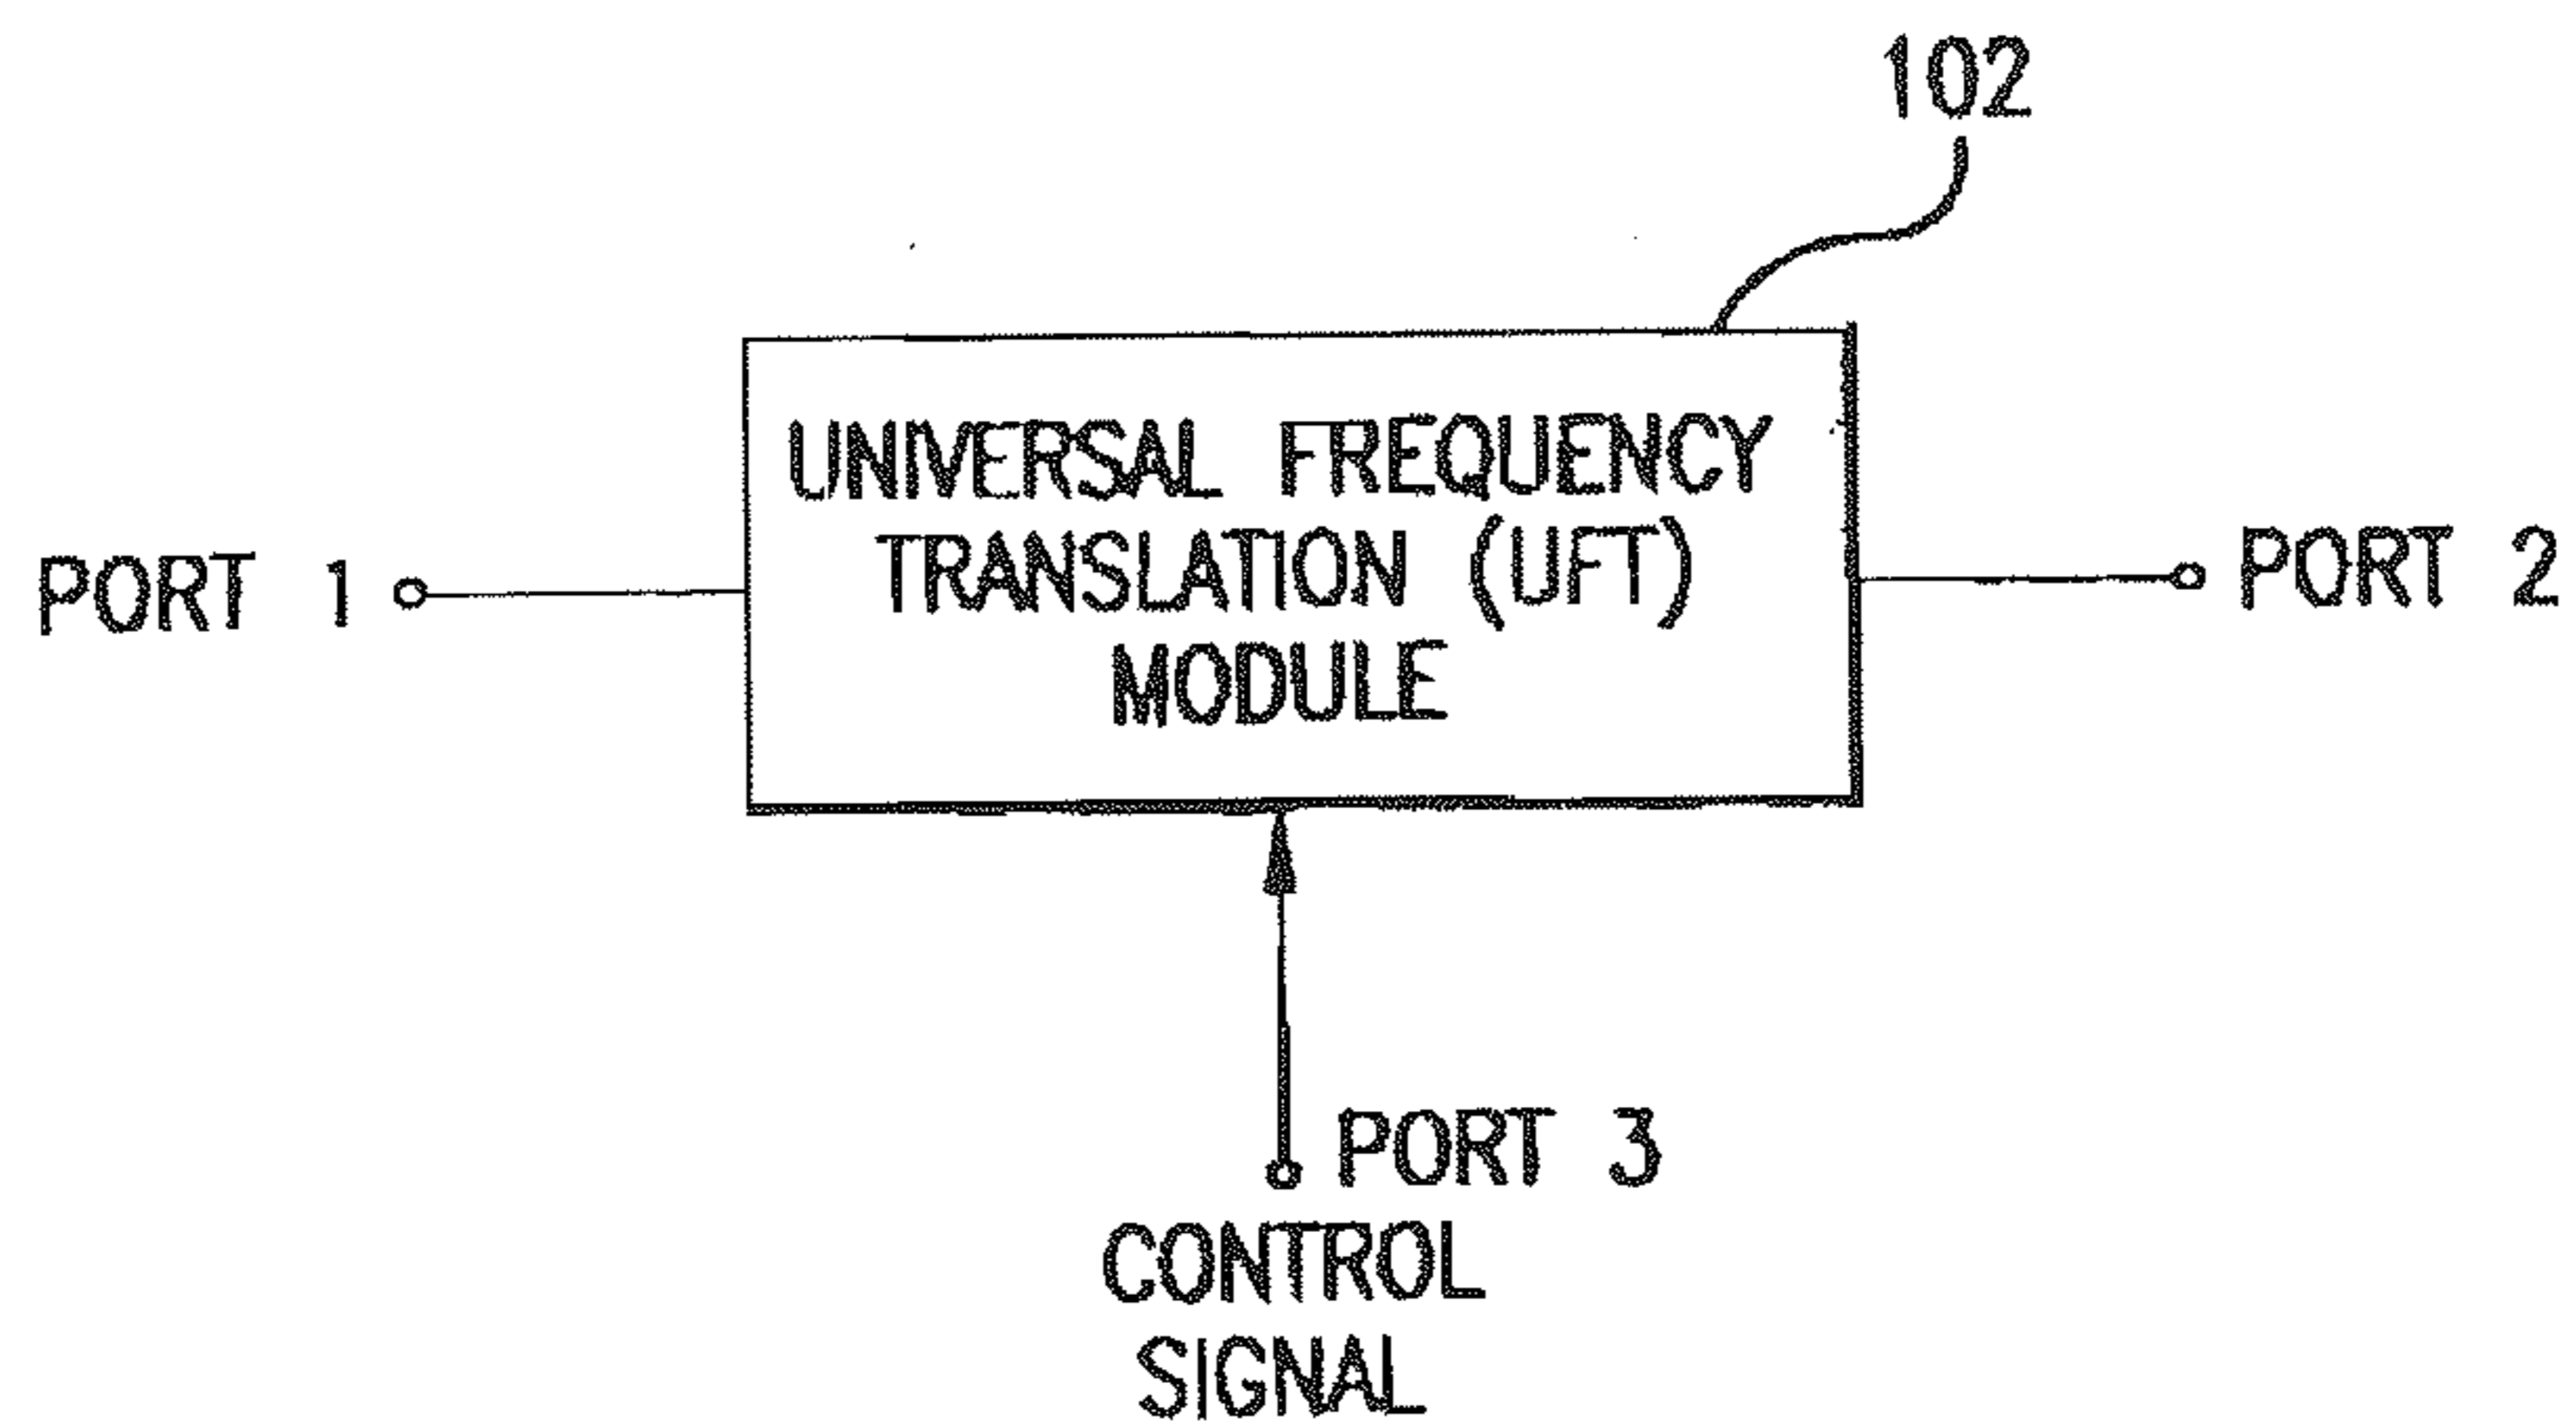 102
UNIVERSAL FREQUENCY
TRANSLATION (UFT)
MODULE
PORT 1
PORT 2
PORT 3
CONTROL
SIGNAL